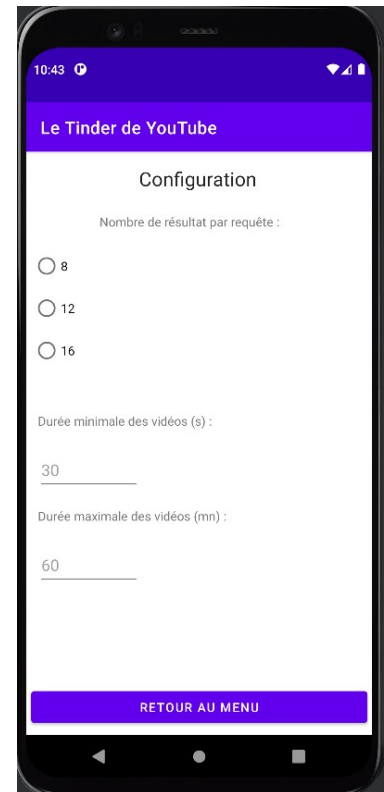 10:43
Le Tinder de YouTube
Configuration
Nombre de résultat par requête :
8
12
16
Durée minimale des vidéos (s) :
30
Durée maximale des vidéos (mn) :
60
RETOUR AU MENU